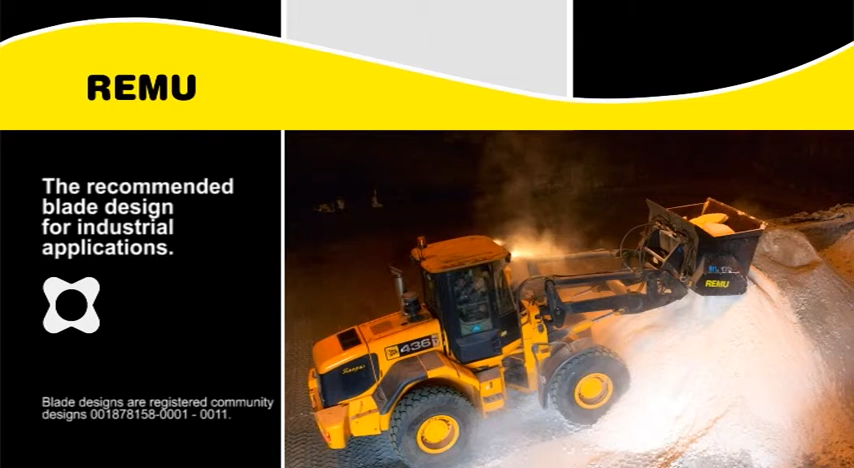 REMU
The recommended
blade design
for industrial
applications.
Blade designs are registered community
designs 001878158-0001 - 0011.
436
REMU